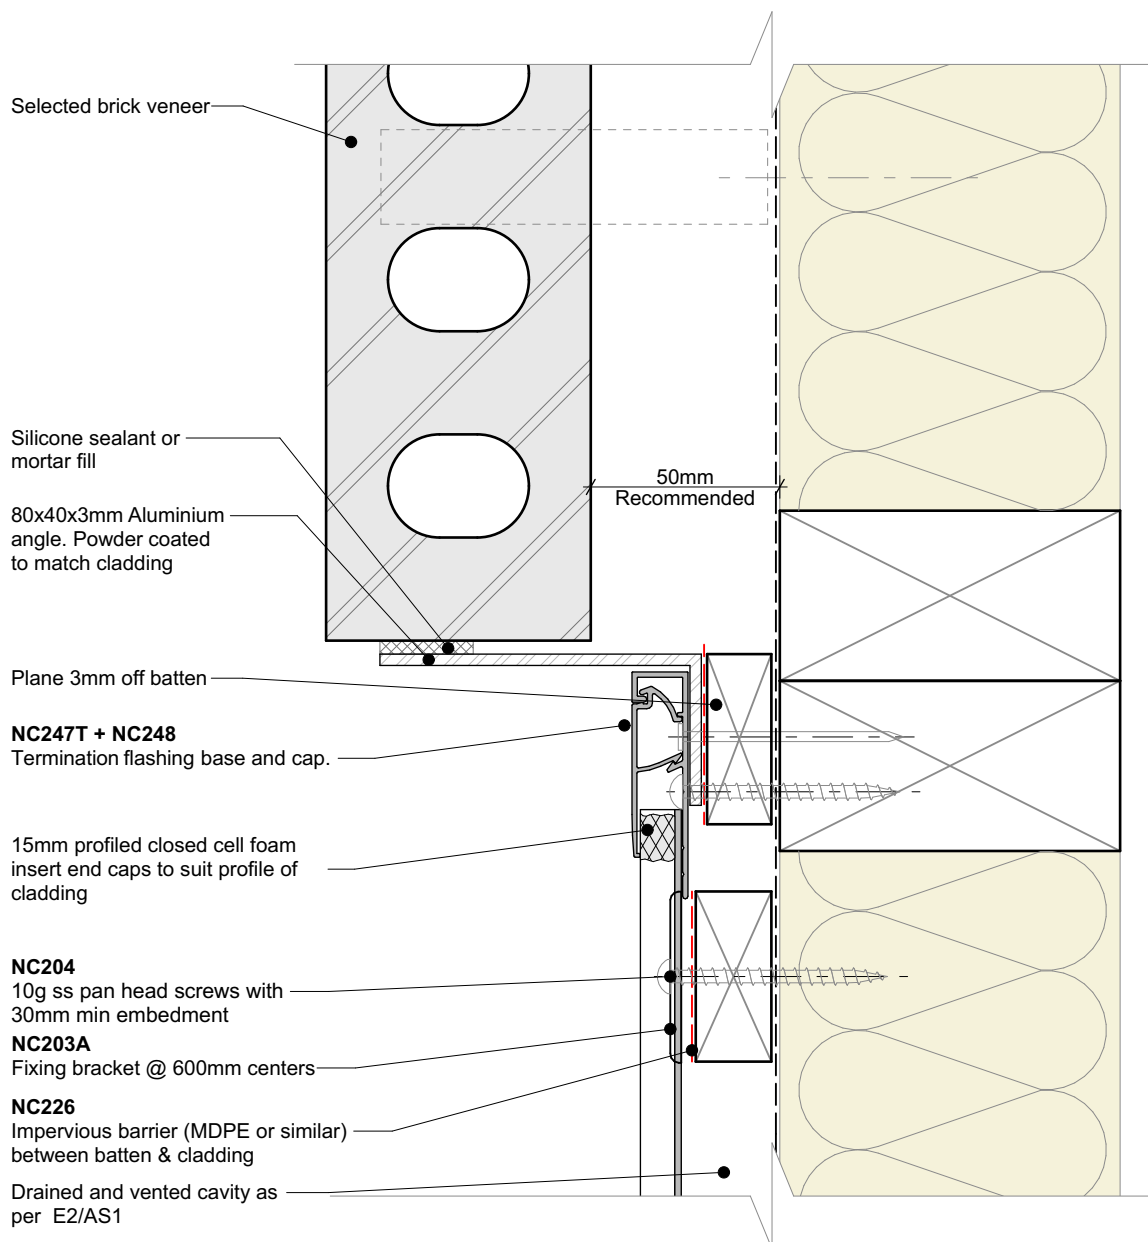 Selected brick veneer
Silicone sealant or
mortar fill
50mm
Recommended
80x40x3mm Aluminium
angle. Powder coated
to match cladding
Plane 3mm off batten
NC247T + NC248
Termination flashing base and cap.
15mm profiled closed cell foam
insert end caps to suit profile of
cladding
NC204
10g ss pan head screws with
30mm min embedment
NC203A
Fixing bracket @ 600mm centers
NC226
Impervious barrier (MDPE or similar)
between batten & cladding
Drained and vented cavity as
per E2/AS1